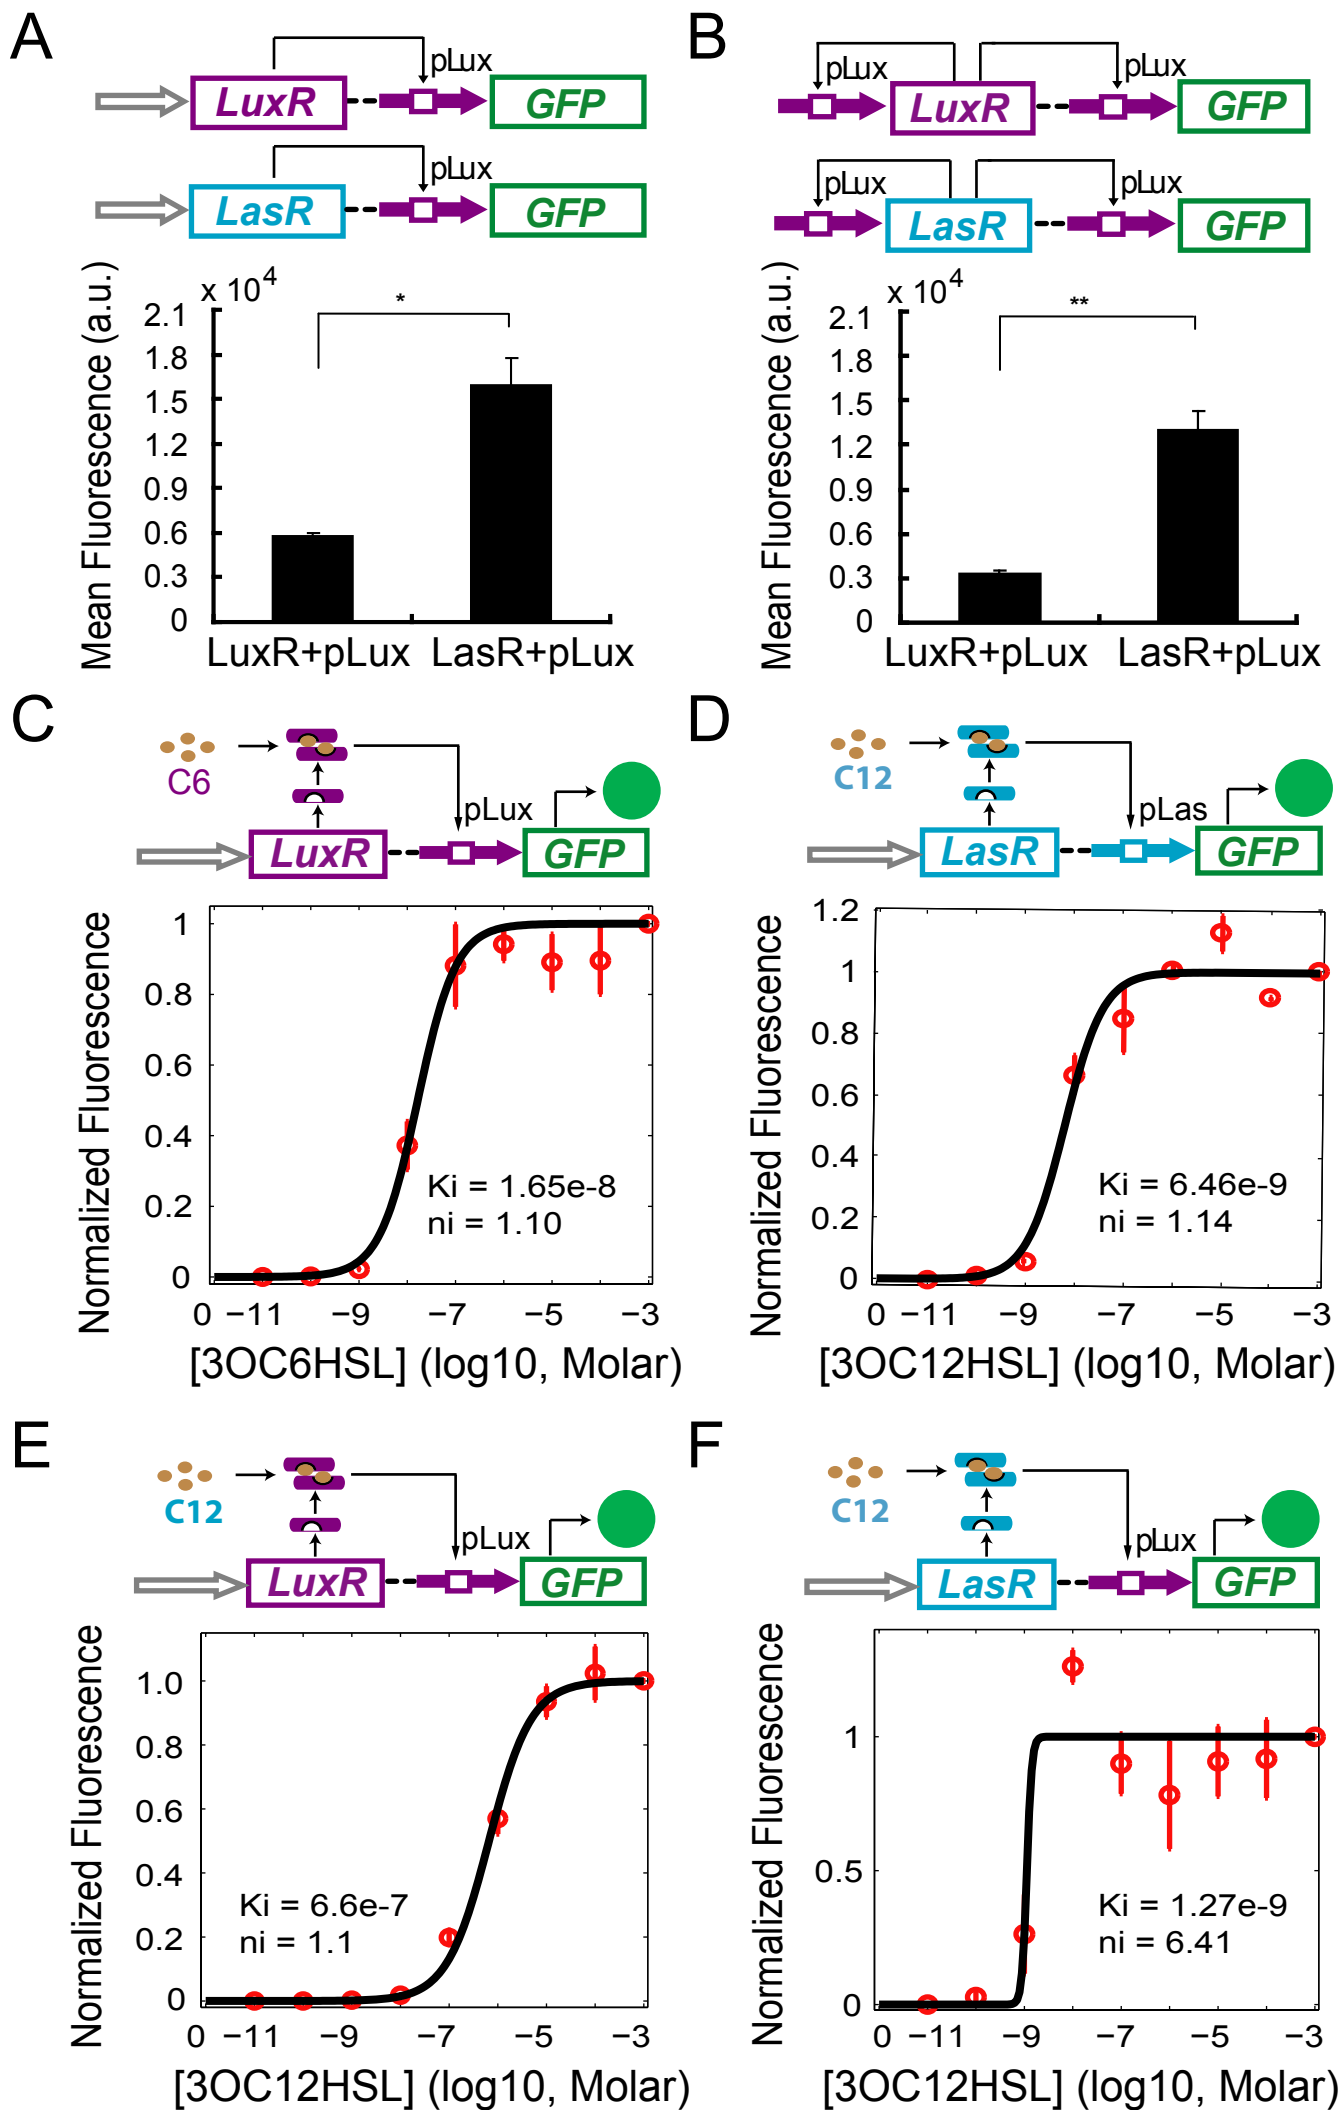 A
pLux
LuxR
GFP
pLux
LasR
GFP
Mean Fluorescence (a.u.)
x 10^4
*
2.1
1.8
1.5
1.2
0.9
0.6
0.3
0
LuxR+pLux LasR+pLux
B
pLux pLux
LuxR
GFP
pLux pLux
LasR
GFP
Mean Fluorescence (a.u.)
x 10^4
**
2.1
1.8
1.5
1.2
0.9
0.6
0.3
0
LuxR+pLux LasR+pLux
C
C6
pLux
LuxR
GFP
Normalized Fluorescence
1
0.8
0.6
0.4
0.2
0
Ki = 1.65e-8
ni = 1.10
0 −11 −9 −7 −5 −3
[3OC6HSL] (log10, Molar)
D
C12
pLas
LasR
GFP
Normalized Fluorescence
1.2
1
0.8
0.6
0.4
0.2
0
Ki = 6.46e-9
ni = 1.14
0 −11 −9 −7 −5 −3
[3OC12HSL] (log10, Molar)
E
C12
pLux
LuxR
GFP
Normalized Fluorescence
1.0
0.8
0.6
0.4
0.2
0
Ki = 6.6e-7
ni = 1.1
0 −11 −9 −7 −5 −3
[3OC12HSL] (log10, Molar)
F
C12
pLux
LasR
GFP
Normalized Fluorescence
1
0.5
0
Ki = 1.27e-9
ni = 6.41
0 −11 −9 −7 −5 −3
[3OC12HSL] (log10, Molar)